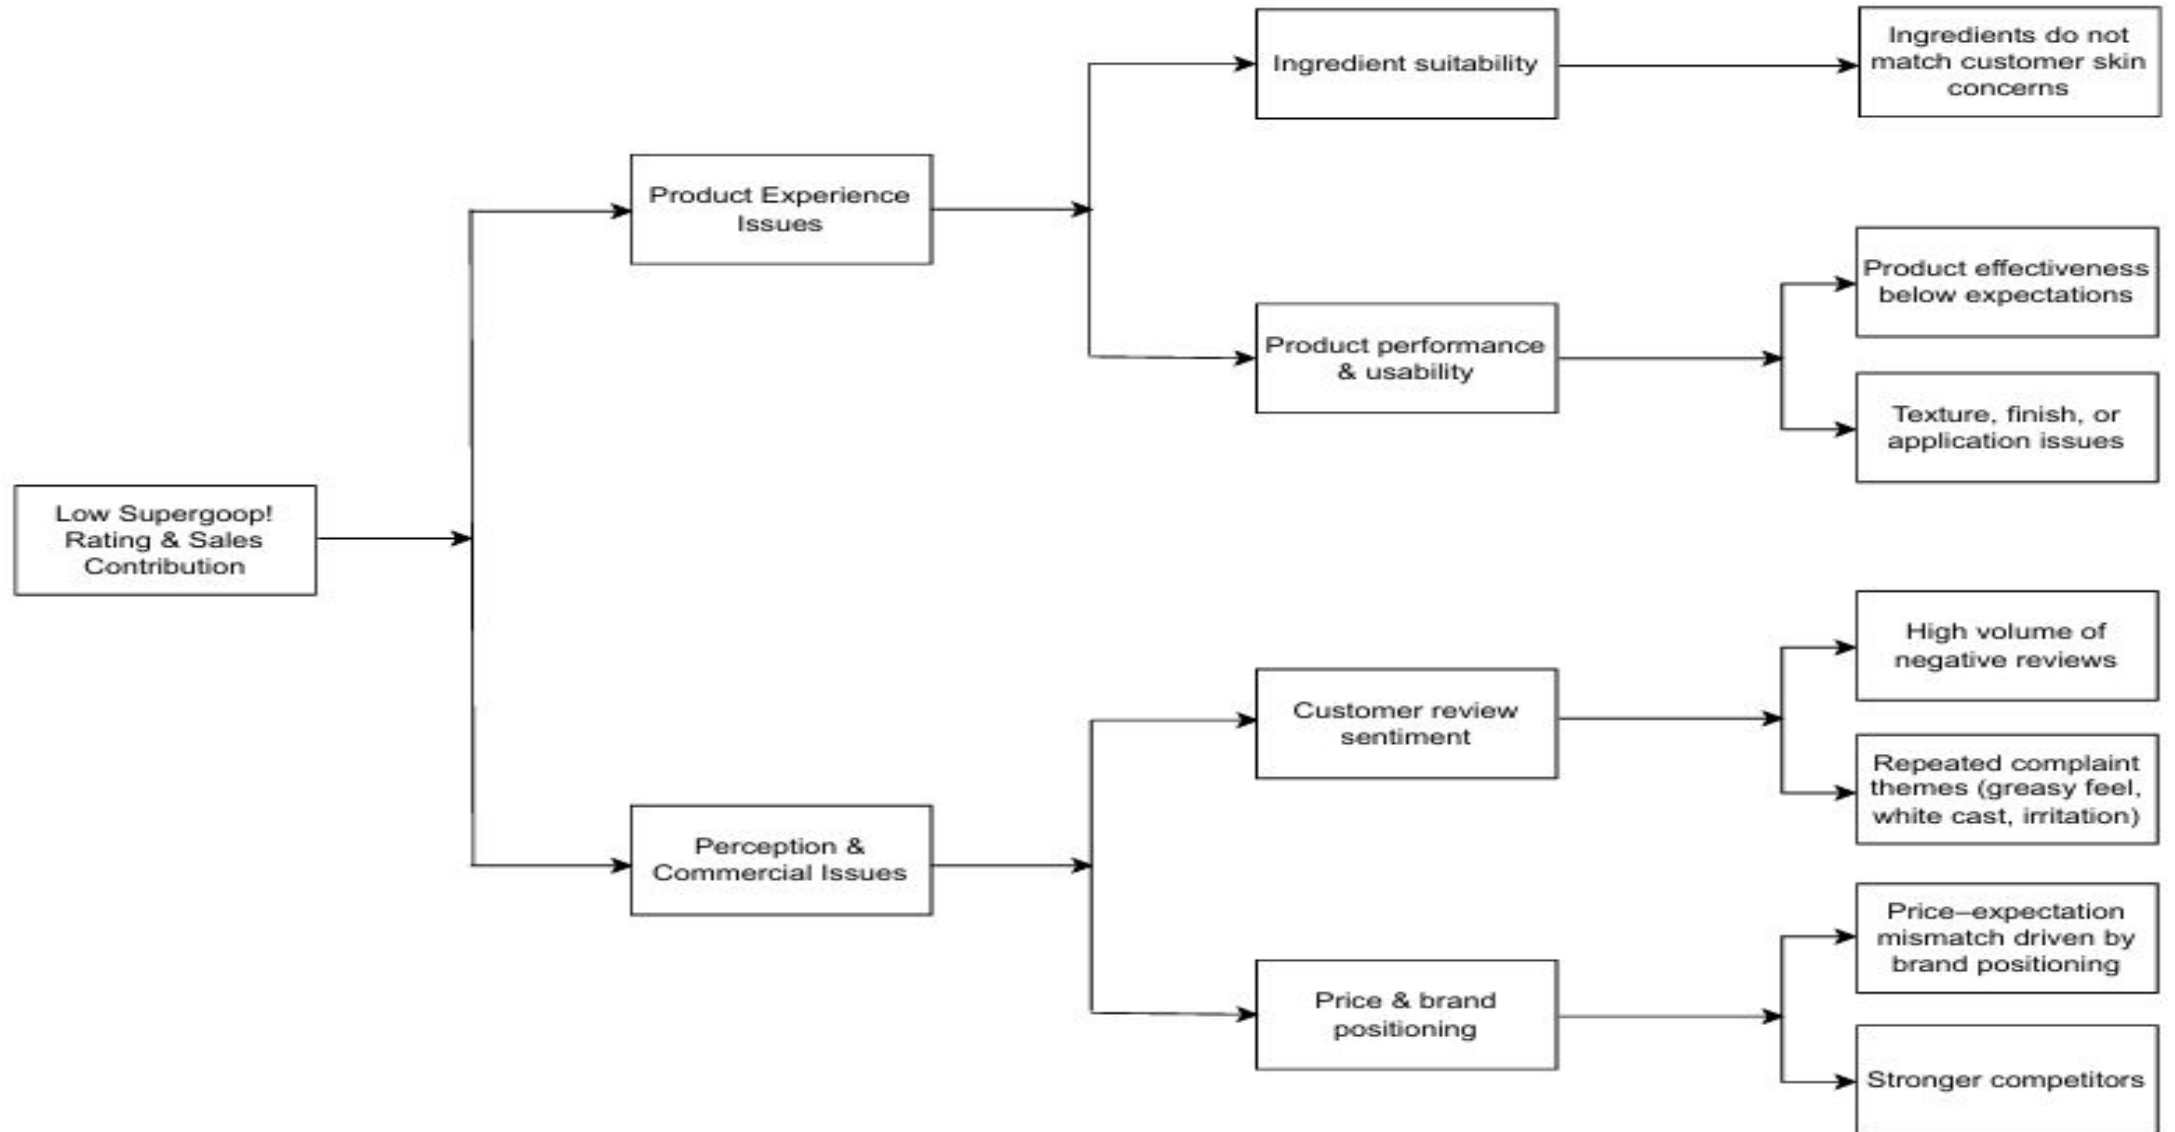 Low Supergoop!
Rating & Sales
Contribution
Product Experience
Issues
Ingredient suitability
Ingredients do not
match customer skin
concerns
Product performance
& usability
Product effectiveness
below expectations
Texture, finish, or
application issues
Perception &
Commercial Issues
Customer review
sentiment
High volume of
negative reviews
Repeated complaint
themes (greasy feel,
white cast, irritation)
Price & brand
positioning
Price–expectation
mismatch driven by
brand positioning
Stronger competitors